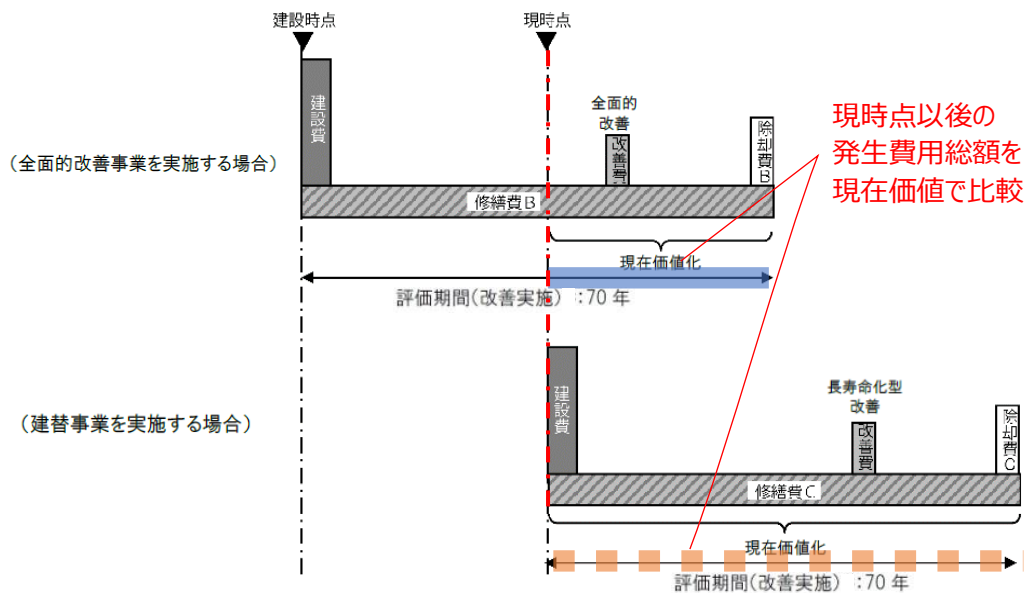 建設時点
現時点
建設費
全面的
改善
改善費
除却費B
現時点以後の
発生費用総額を
現在価値で比較
（全面的改善事業を実施する場合）
修繕費B
現在価値化
評価期間（改善実施）：70年
（建替事業を実施する場合）
建設費
長寿命化型
改善
改善費
除却費C
修繕費C
現在価値化
評価期間（改善実施）：70年